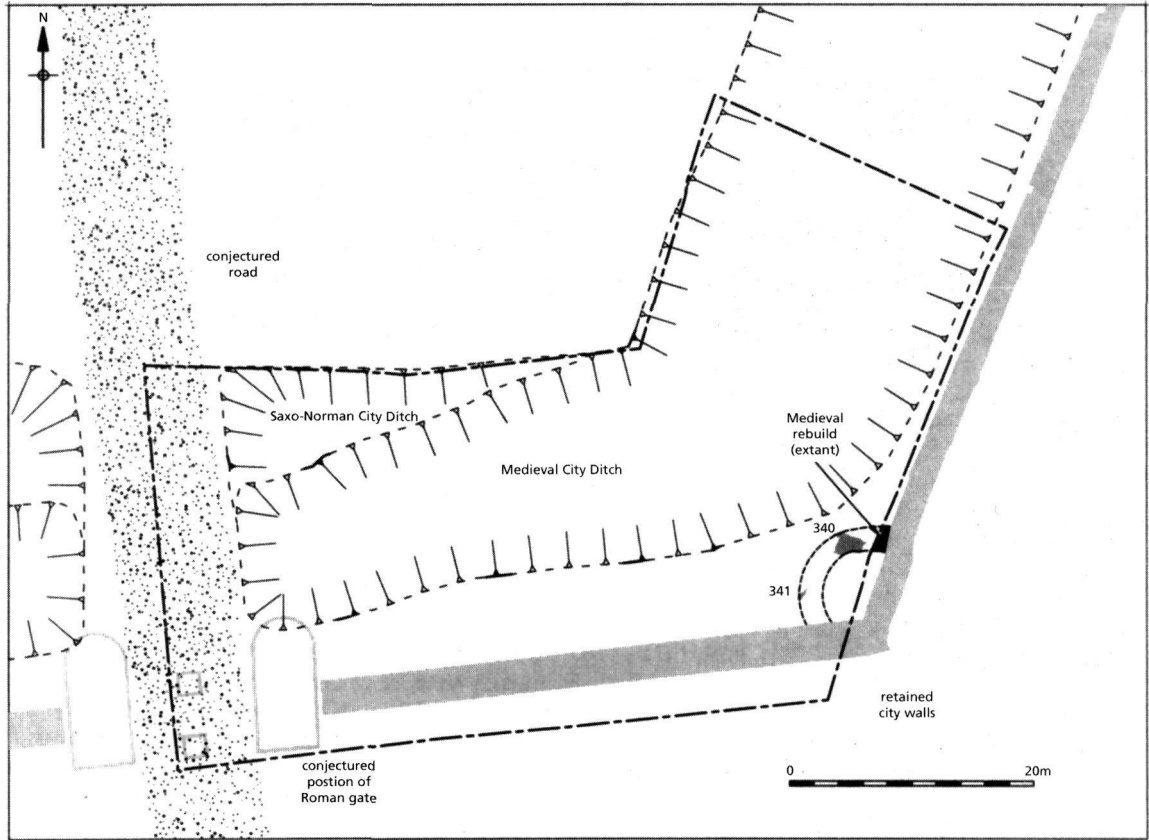 N
conjectured
road
Saxo-Norman City Ditch
Medieval
rebuild
(extant)
Medieval City Ditch
340
341
retained
city walls
conjectured
postion of
Roman gate
0
20m